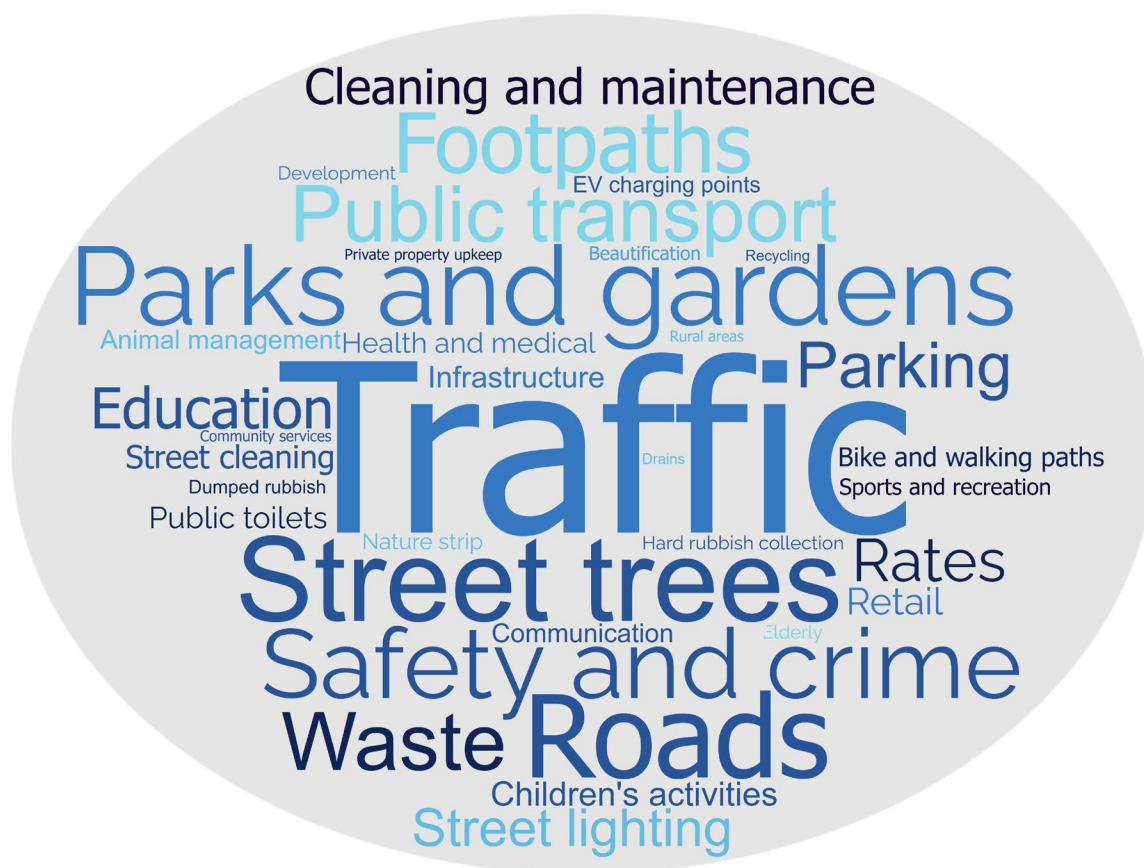 Cleaning and maintenance
Footpaths
Development
EV charging points
Public transport
Private property upkeep
Beautification
Recycling
Parks and gardens
Animal management
Health and medical
Rural areas
Parking
Infrastructure
Traffic
Education
Community services
Street cleaning
Drains
Bike and walking paths
Dumped rubbish
Sports and recreation
Public toilets
Nature strip
Hard rubbish collection
Street trees
Rates
Retail
Communication
Elderly
Safety and crime
Waste
Roads
Children's activities
Street lighting